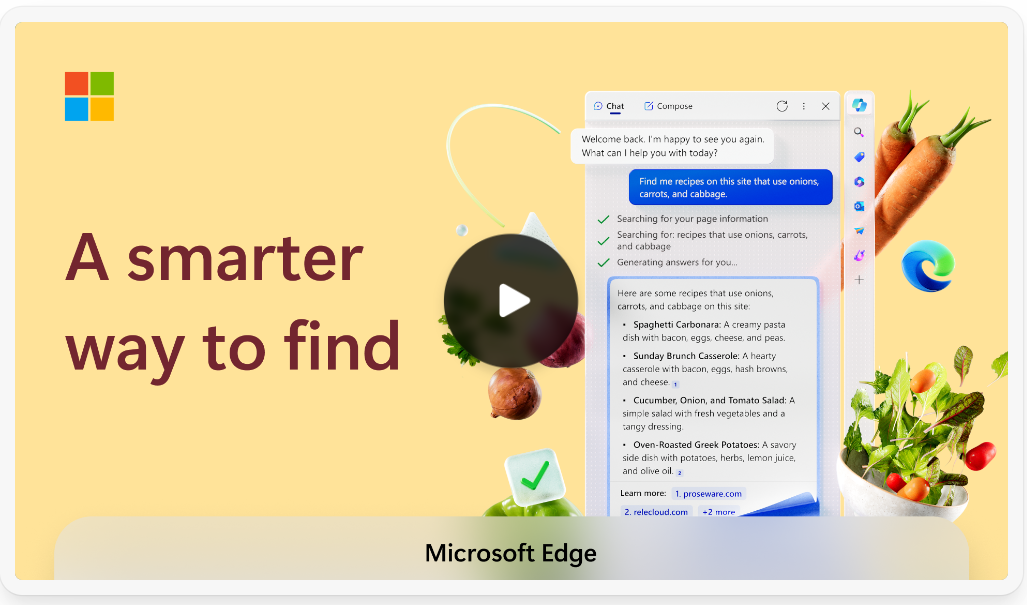 A smarter
way to find
Chat
Compose
Welcome back. I'm happy to see you again.
What can I help you with today?
Find me recipes on this site that use onions,
carrots, and cabbage.
Searching for your page information
Searching for: recipes that use onions, carrots,
and cabbage
Generating answers for you...
Here are some recipes that use onions,
carrots, and cabbage on this site:
• Spaghetti Carbonara: A creamy pasta
dish with bacon, eggs, cheese, and peas.
• Sunday Brunch Casserole: A hearty
casserole with bacon, eggs, hash browns,
and cheese. 1
• Cucumber, Onion, and Tomato Salad: A
simple salad with fresh vegetables and a
tangy dressing.
• Oven-Roasted Greek Potatoes: A savory
side dish with potatoes, herbs, lemon juice,
and olive oil. 2
Learn more: 1. proseware.com
2. relecloud.com +2 more
Microsoft Edge